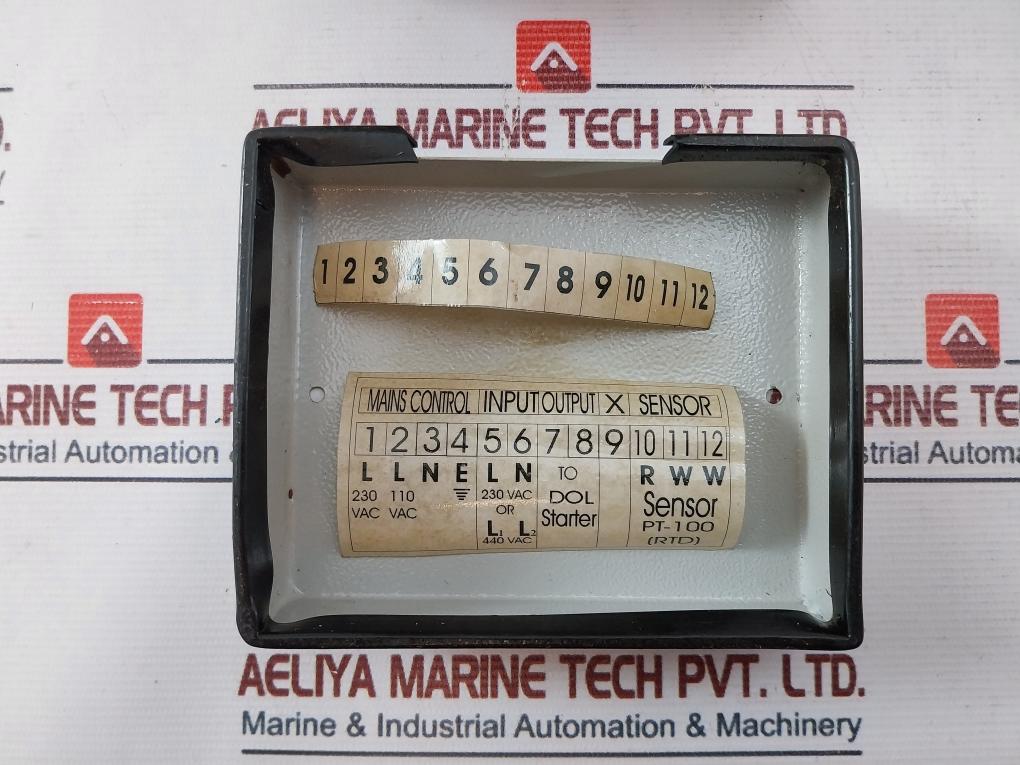 AELIYA MARINE TECH PVT. LTD.
1 2 3 4 5 6 7 8 9 10 11 12
MAINS CONTROL INPUT OUTPUT X SENSOR
1 2 3 4 5 6 7 8 9 10 11 12
L L N E L N TO R W W
230 110 230 VAC DOL Sensor
VAC VAC OR Starter PT-100
L1 L2 (RTD)
440 VAC
ARINE TECH P
strial Automation
ARINE TEC
strial Autom
AELIYA MARINE TECH PVT. LTD.
Marine & Industrial Automation & Machinery